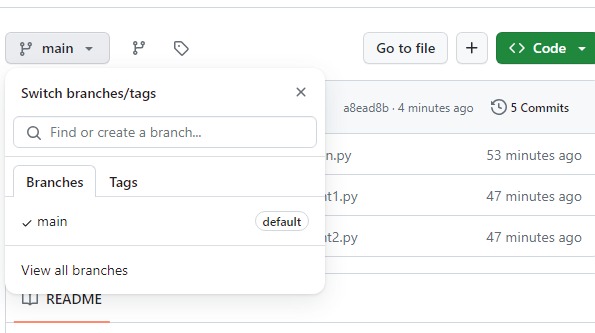 main Go to file Code
Switch branches/tags
a8ead8b · 4 minutes ago 5 Commits
Find or create a branch...
n.py 53 minutes ago
Branches Tags
t1.py 47 minutes ago
main default
t2.py 47 minutes ago
View all branches
README